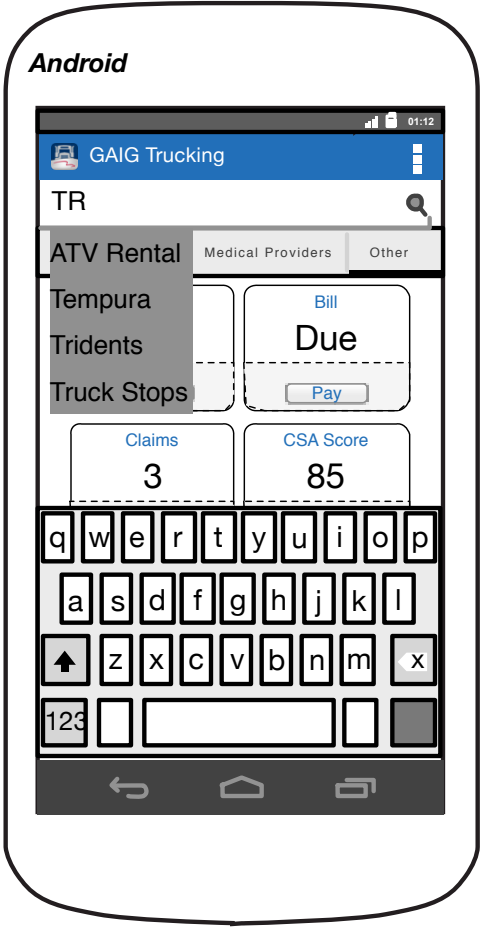 Android
01:12
GAIG Trucking
TR
ATV Rental
Medical Providers
Other
Tempura
Tridents
Truck Stops
Bill
Due
Pay
Claims
CSA Score
3
85
q w e r t y u i o p
a s d f g h j k l
z x c v b n m x
123